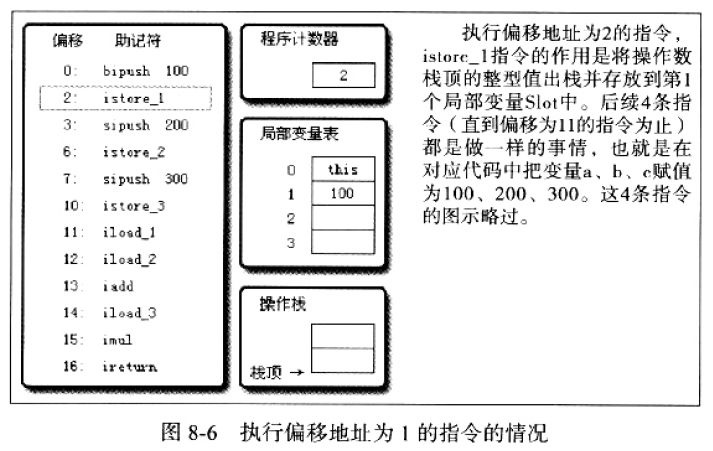 偏移 助记符
0: bipush 100
2: istore_1
3: sipush 200
6: istore_2
7: sipush 300
10: istore_3
11: iload_1
12: iload_2
13: iadd
14: iload_3
15: imul
16: ireturn
程序计数器
2
局部变量表
0 this
1 100
2
3
操作栈
栈顶 →
执行偏移地址为2的指令，
istore_1指令的作用是将操作数
栈顶的整型值出栈并存放到第1
个局部变量Slot中。后续4条指
令（直到偏移为11的指令为止）
都是做一样的事情，也就是在
对应代码中把变量a、b、c赋值
为100、200、300。这4条指令
的图示略过。
图 8-6 执行偏移地址为 1 的指令的情况